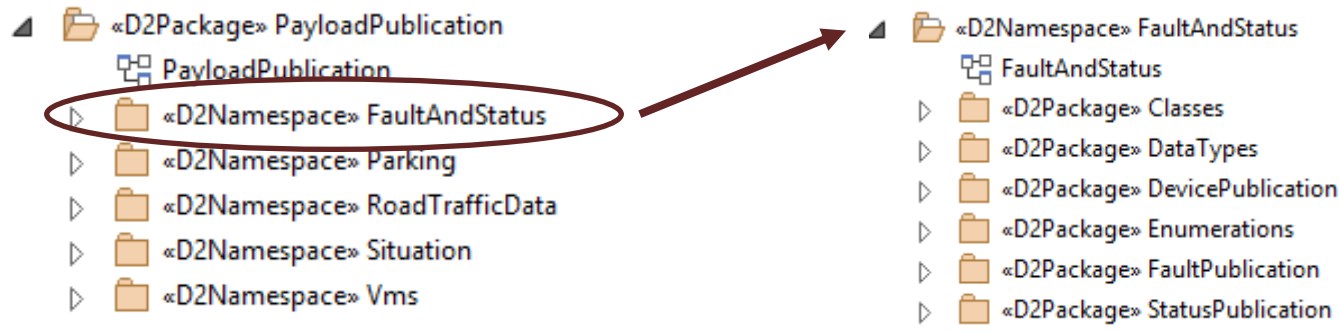 «D2Package» PayloadPublication
PayloadPublication
«D2Namespace» FaultAndStatus
«D2Namespace» Parking
«D2Namespace» RoadTrafficData
«D2Namespace» Situation
«D2Namespace» Vms
«D2Namespace» FaultAndStatus
FaultAndStatus
«D2Package» Classes
«D2Package» DataTypes
«D2Package» DevicePublication
«D2Package» Enumerations
«D2Package» FaultPublication
«D2Package» StatusPublication